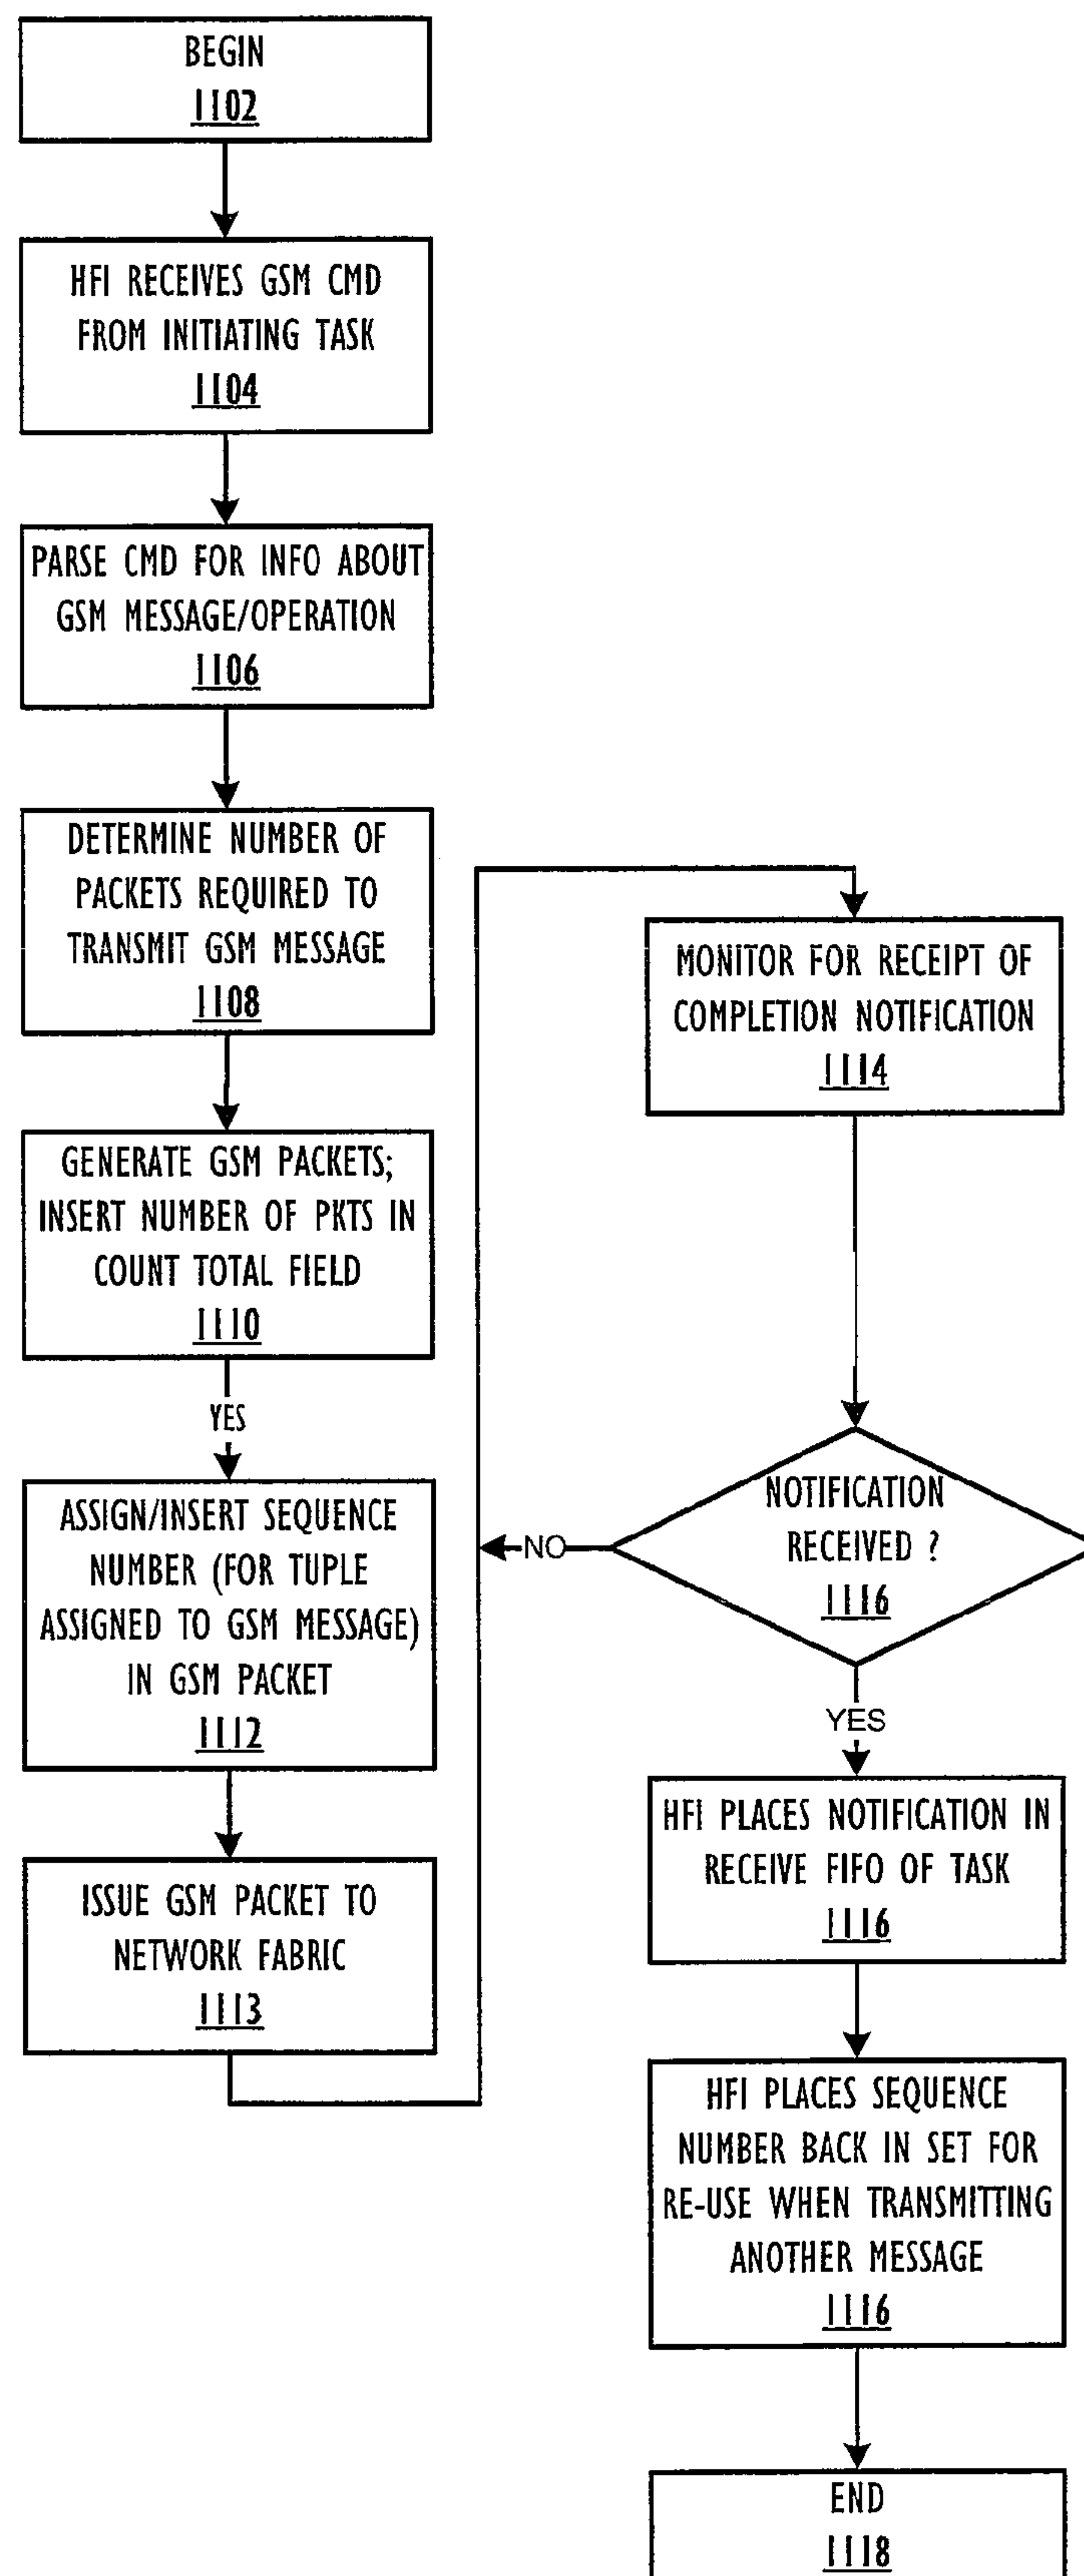 BEGIN
1102
HFI RECEIVES GSM CMD
FROM INITIATING TASK
1104
PARSE CMD FOR INFO ABOUT
GSM MESSAGE/OPERATION
1106
DETERMINE NUMBER OF
PACKETS REQUIRED TO
TRANSMIT GSM MESSAGE
1108
GENERATE GSM PACKETS;
INSERT NUMBER OF PKTS IN
COUNT TOTAL FIELD
1110
YES
ASSIGN/INSERT SEQUENCE
NUMBER (FOR TUPLE
ASSIGNED TO GSM MESSAGE)
IN GSM PACKET
1112
ISSUE GSM PACKET TO
NETWORK FABRIC
1113
MONITOR FOR RECEIPT OF
COMPLETION NOTIFICATION
1114
NOTIFICATION
RECEIVED ?
1116
NO
YES
HFI PLACES NOTIFICATION IN
RECEIVE FIFO OF TASK
1116
HFI PLACES SEQUENCE
NUMBER BACK IN SET FOR
RE-USE WHEN TRANSMITTING
ANOTHER MESSAGE
1116
END
1118